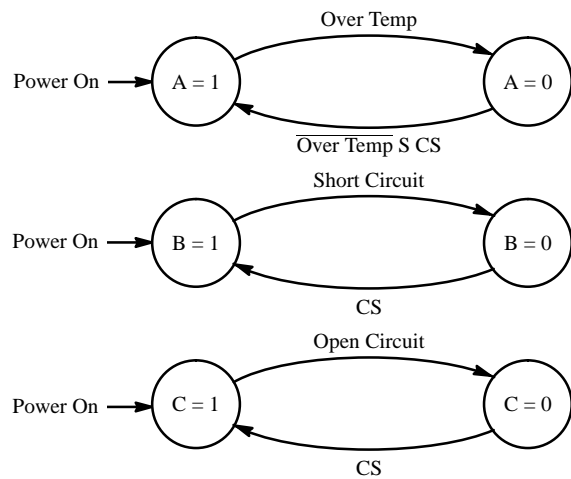 Over Temp
Power On
A = 1
A = 0
Over Temp S CS
Short Circuit
Power On
B = 1
B = 0
CS
Open Circuit
Power On
C = 1
C = 0
CS